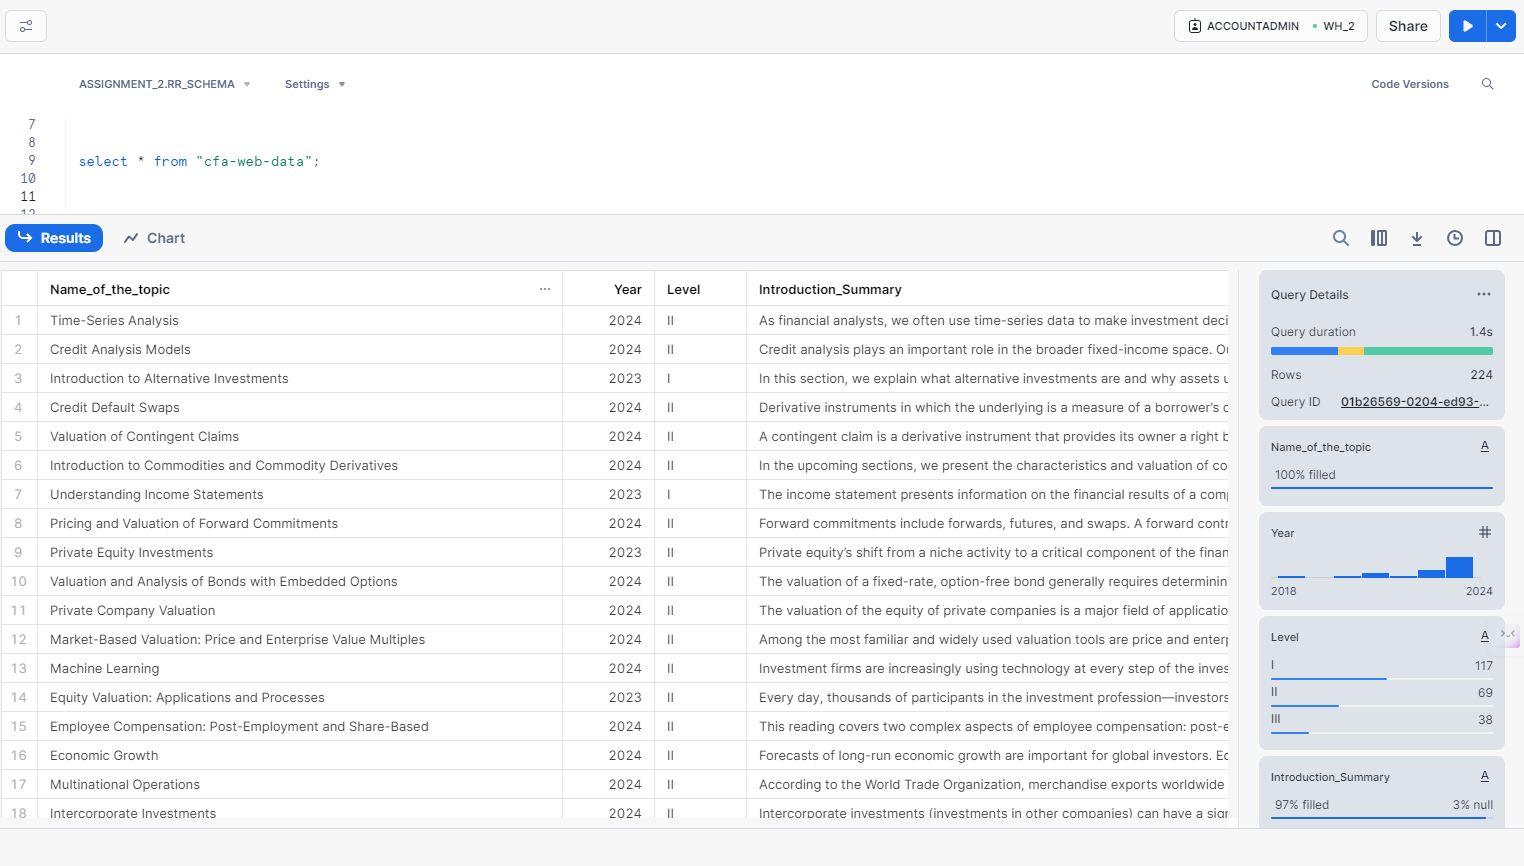 ACCOUNTADMIN • WH_2 Share
ASSIGNMENT_2.RR_SCHEMA Settings Code Versions
7
8
9 select * from "cfa-web-data";
10
11
12
Results Chart
Name_of_the_topic ... Year Level Introduction_Summary
1 Time-Series Analysis 2024 II As financial analysts, we often use time-series data to make investment deci
2 Credit Analysis Models 2024 II Credit analysis plays an important role in the broader fixed-income space. Ou
3 Introduction to Alternative Investments 2023 I In this section, we explain what alternative investments are and why assets u
4 Credit Default Swaps 2024 II Derivative instruments in which the underlying is a measure of a borrower’s c
5 Valuation of Contingent Claims 2024 II A contingent claim is a derivative instrument that provides its owner a right b
6 Introduction to Commodities and Commodity Derivatives 2024 II In the upcoming sections, we present the characteristics and valuation of co
7 Understanding Income Statements 2023 I The income statement presents information on the financial results of a comp
8 Pricing and Valuation of Forward Commitments 2024 II Forward commitments include forwards, futures, and swaps. A forward contr
9 Private Equity Investments 2023 II Private equity’s shift from a niche activity to a critical component of the finan
10 Valuation and Analysis of Bonds with Embedded Options 2024 II The valuation of a fixed-rate, option-free bond generally requires determinin
11 Private Company Valuation 2024 II The valuation of the equity of private companies is a major field of applicatio
12 Market-Based Valuation: Price and Enterprise Value Multiples 2024 II Among the most familiar and widely used valuation tools are price and enterp
13 Machine Learning 2024 II Investment firms are increasingly using technology at every step of the inves
14 Equity Valuation: Applications and Processes 2023 II Every day, thousands of participants in the investment profession—investors
15 Employee Compensation: Post-Employment and Share-Based 2024 II This reading covers two complex aspects of employee compensation: post-e
16 Economic Growth 2024 II Forecasts of long-run economic growth are important for global investors. Ec
17 Multinational Operations 2024 II According to the World Trade Organization, merchandise exports worldwide
18 Intercorporate Investments 2024 II Intercorporate investments (investments in other companies) can have a sign
Query Details ...
Query duration 1.4s
Rows 224
Query ID 01b26569-0204-ed93-...
Name_of_the_topic A
100% filled
Year #
2018 2024
Level A
I 117
II 69
III 38
Introduction_Summary A
97% filled 3% null